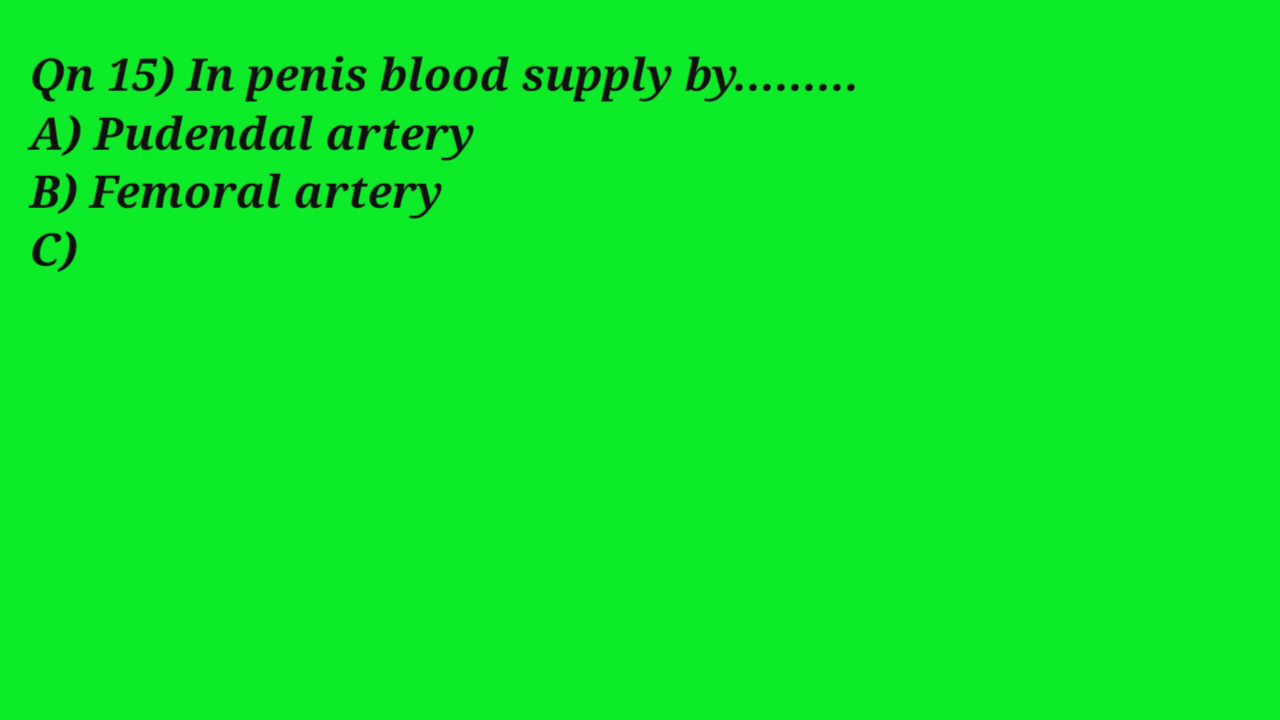 Qn 15) In penis blood supply by.........
A) Pudendal artery
B) Femoral artery
C)